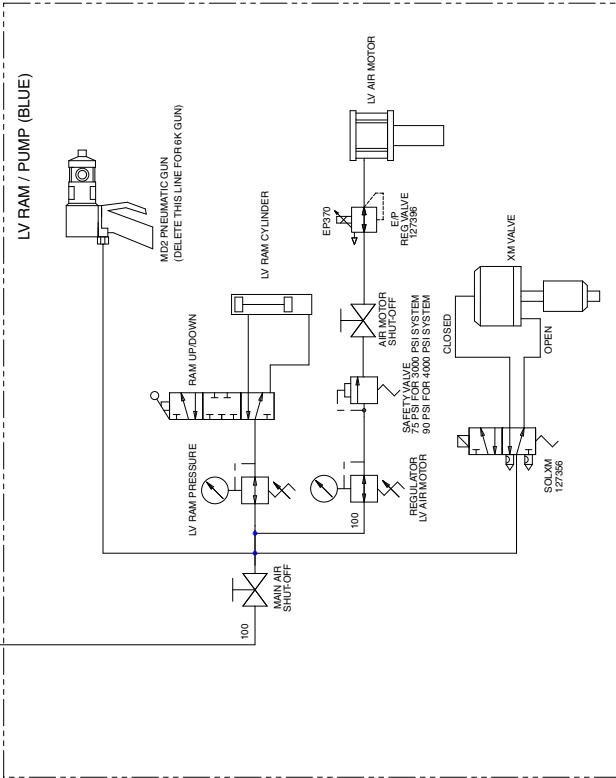 LV RAM / PUMP (BLUE)
MD2 PNEUMATIC GUN
(DELETE THIS LINE FOR 6K GUN)
RAM UP/DOWN
LV RAM CYLINDER
LV AIR MOTOR
EP370
E/P
REG VALVE
127396
AIR MOTOR
SHUT-OFF
SAFETY VALVE
75 PSI FOR 3000 PSI SYSTEM
90 PSI FOR 4000 PSI SYSTEM
LV RAM PRESSURE
REGULATOR
LV AIR MOTOR
100
MAIN AIR
SHUT-OFF
100
XM VALVE
CLOSED
OPEN
SOLXM
127356